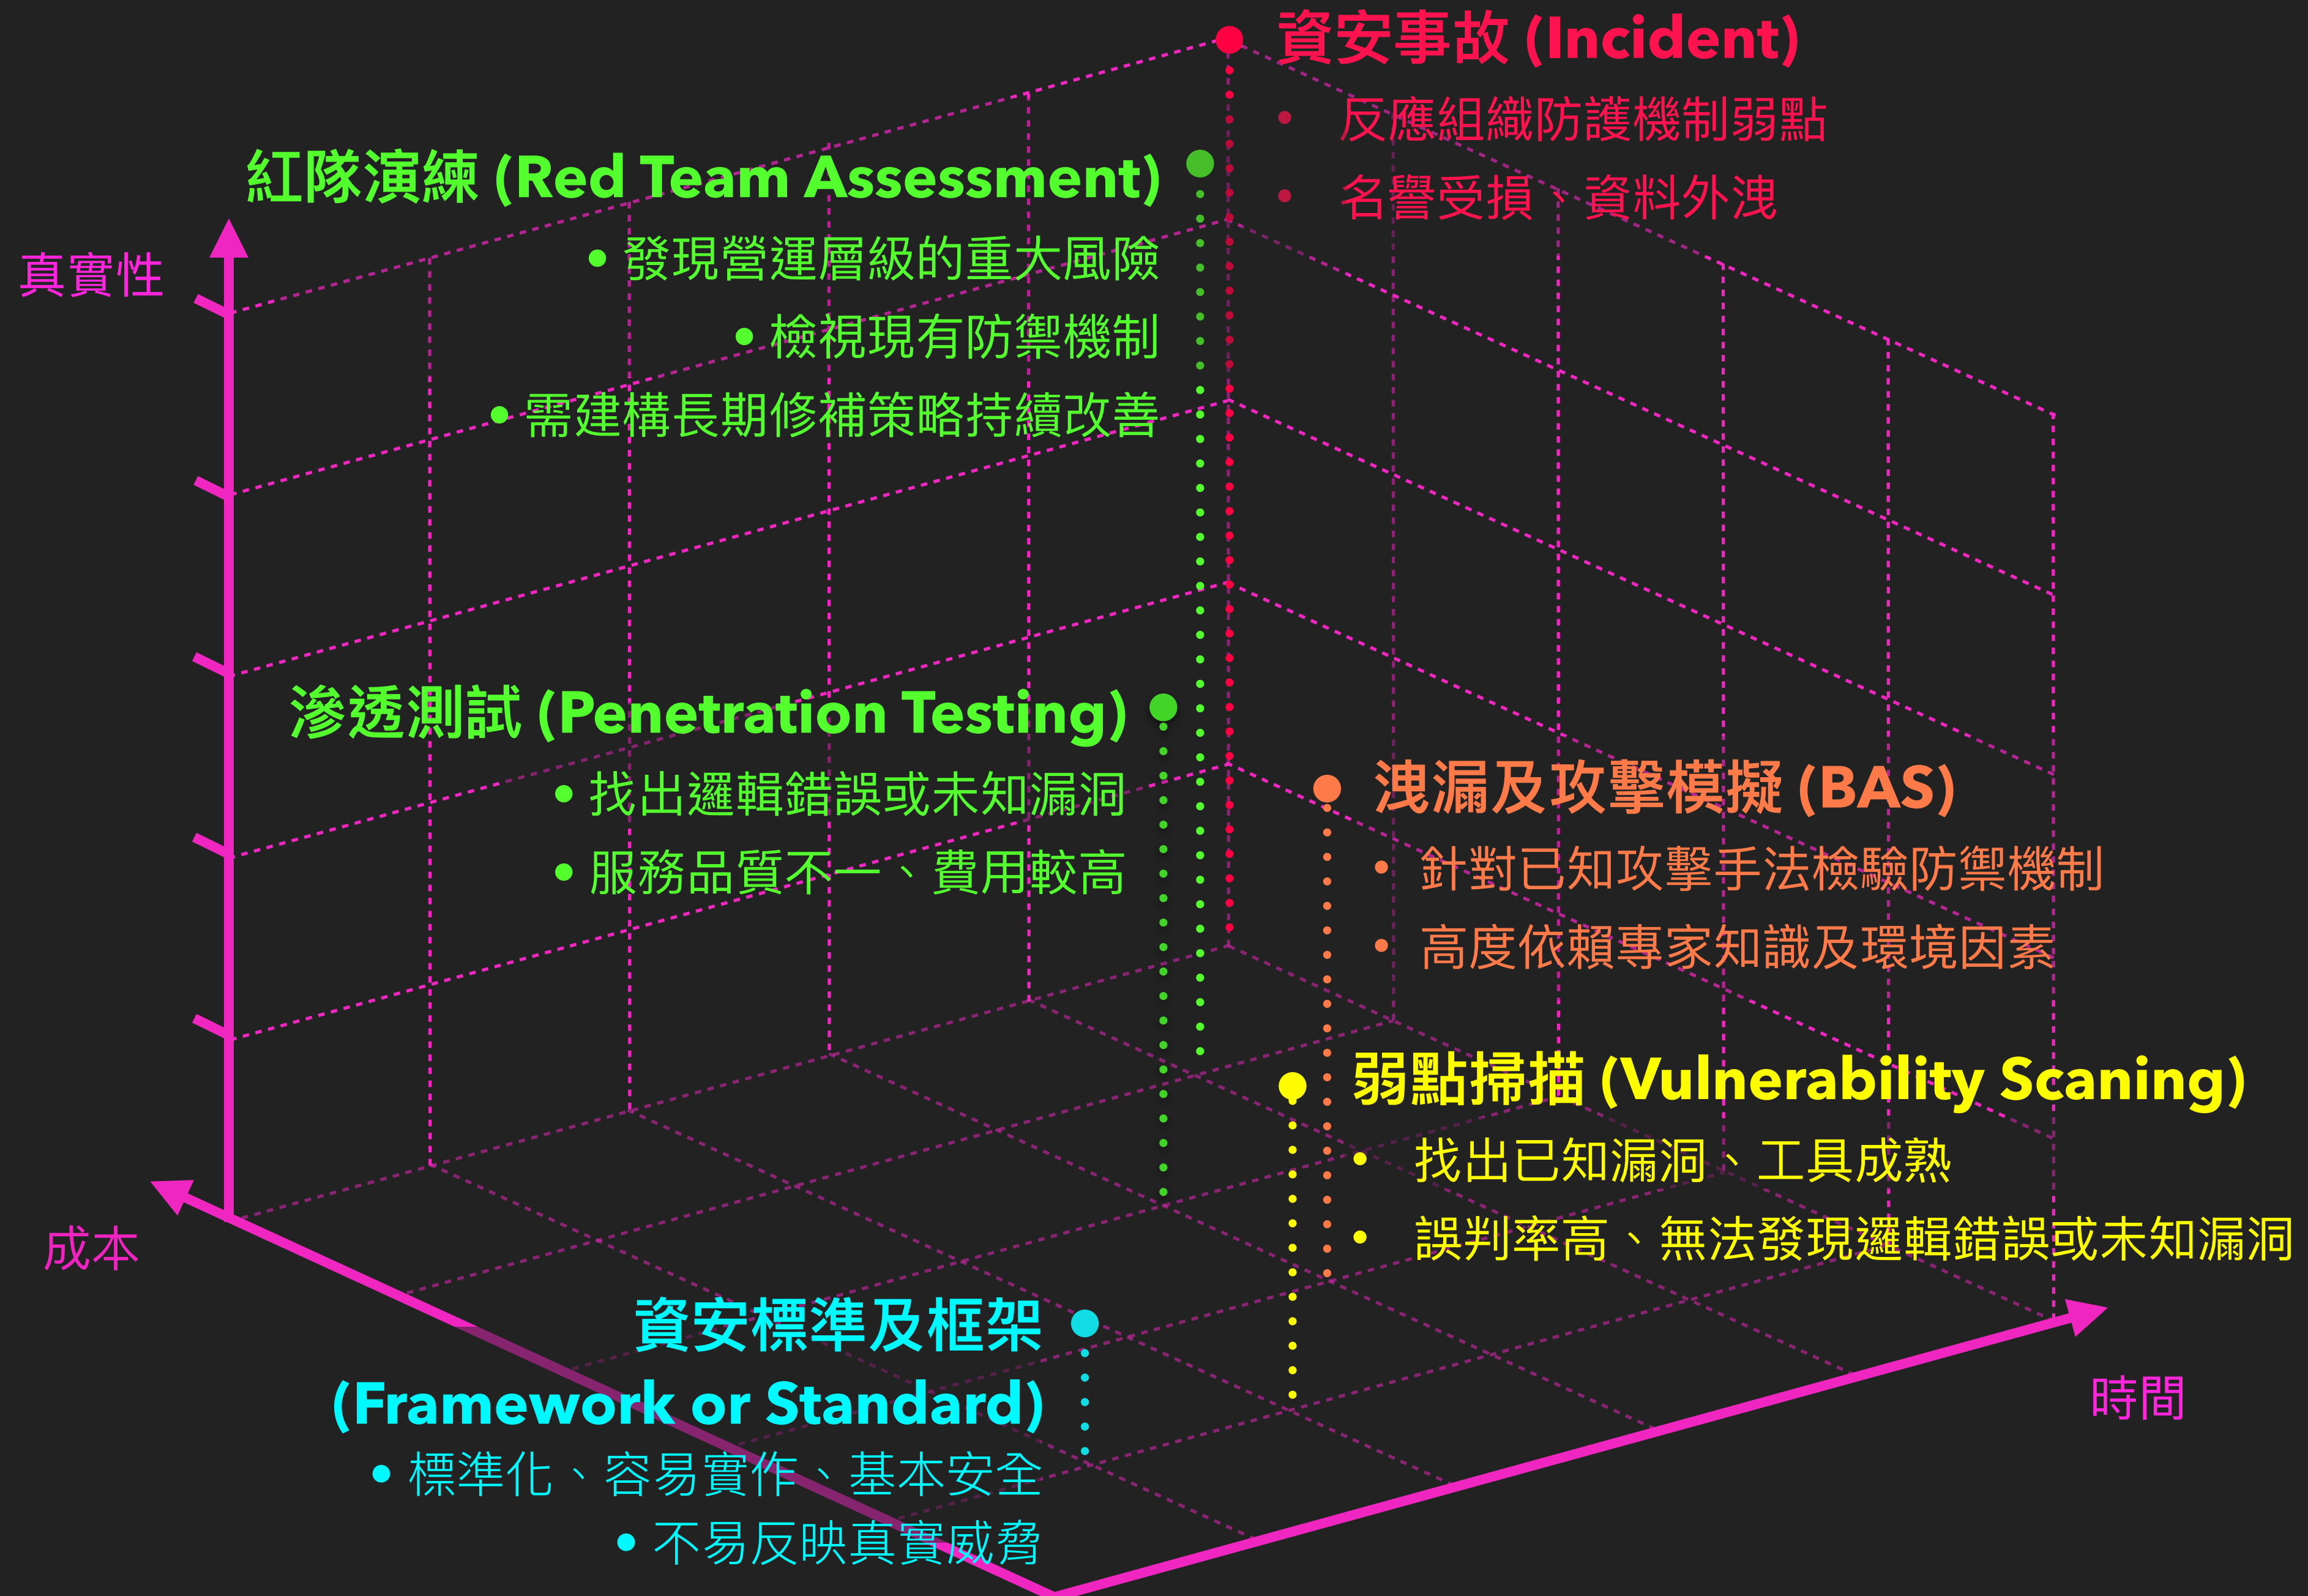 資安事故 (Incident)
• 反應組織防護機制弱點
• 名譽受損、資料外洩
紅隊演練 (Red Team Assessment)
• 發現營運層級的重大風險
• 檢視現有防禦機制
• 需建構長期修補策略持續改善
真實性
滲透測試 (Penetration Testing)
• 找出邏輯錯誤或未知漏洞
• 服務品質不一、費用較高
洩漏及攻擊模擬 (BAS)
• 針對已知攻擊手法檢驗防禦機制
• 高度依賴專家知識及環境因素
弱點掃描 (Vulnerability Scaning)
• 找出已知漏洞、工具成熟
• 誤判率高、無法發現邏輯錯誤或未知漏洞
成本
資安標準及框架
(Framework or Standard)
• 標準化、容易實作、基本安全
• 不易反映真實威脅
時間